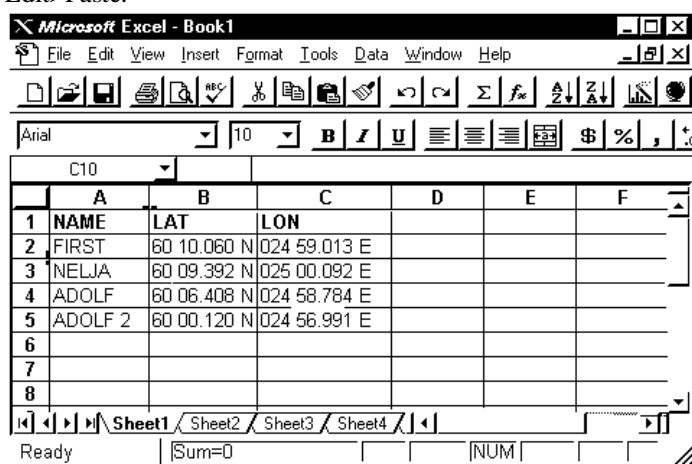 Edit/Paste.
Microsoft Excel - Book1
File Edit View Insert Format Tools Data Window Help
Arial 10 B I U $ % ,
C10
A B C D E F
1 NAME LAT LON
2 FIRST 60 10.060 N 024 59.013 E
3 NELJA 60 09.392 N 025 00.092 E
4 ADOLF 60 06.408 N 024 58.784 E
5 ADOLF 2 60 00.120 N 024 56.991 E
6
7
8
Sheet1 Sheet2 Sheet3 Sheet4
Ready Sum=0 NUM